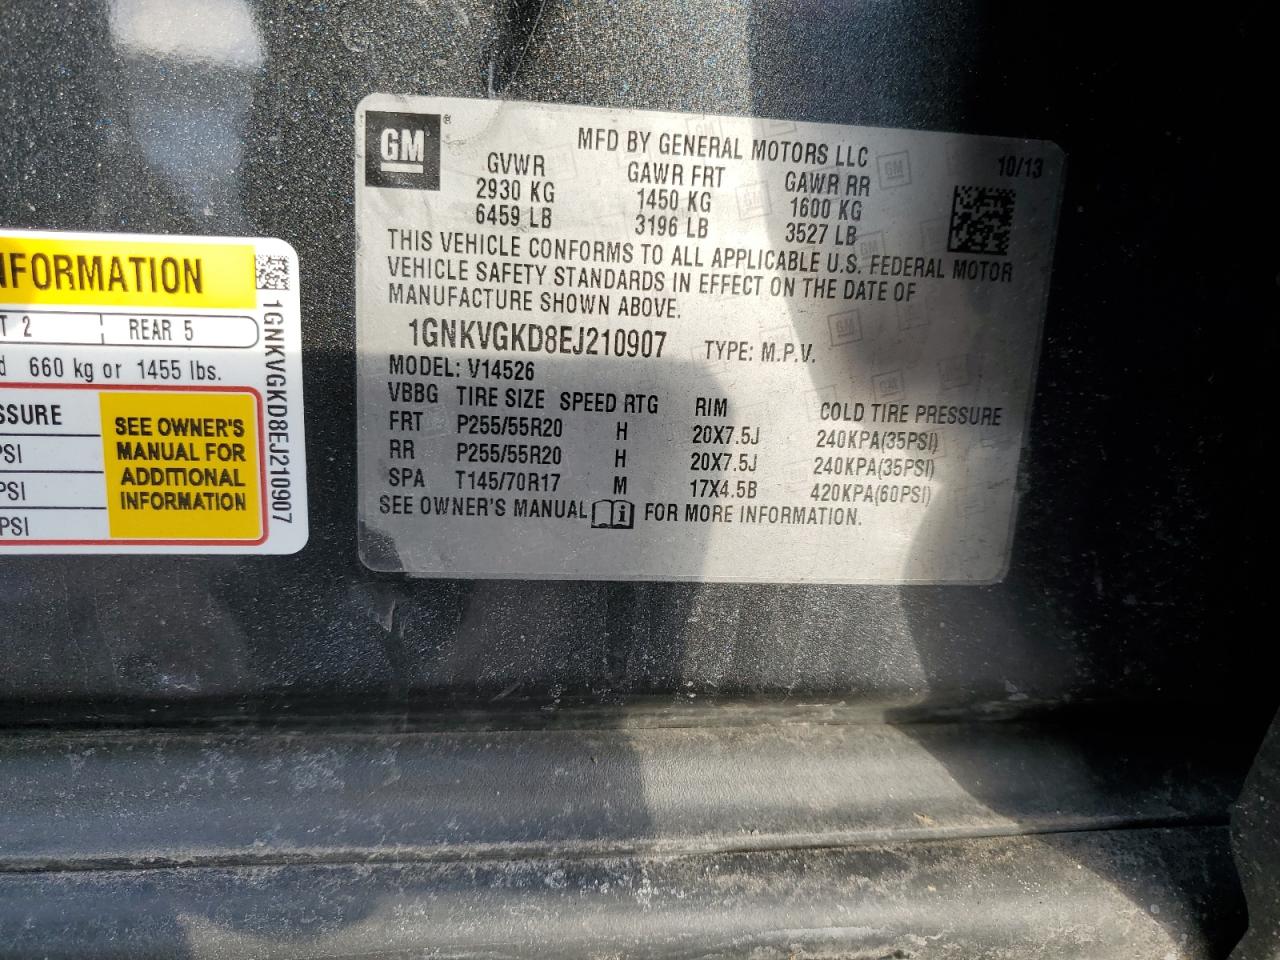 GM
MFD BY GENERAL MOTORS LLC
10/13
GVWR GAWR FRT GAWR RR
2930 KG 1450 KG 1600 KG
6459 LB 3196 LB 3527 LB
THIS VEHICLE CONFORMS TO ALL APPLICABLE U.S. FEDERAL MOTOR
VEHICLE SAFETY STANDARDS IN EFFECT ON THE DATE OF
MANUFACTURE SHOWN ABOVE.
1GNKVGKD8EJ210907 TYPE: M.P.V.
MODEL: V14526
VBBG TIRE SIZE SPEED RTG RIM COLD TIRE PRESSURE
FRT P255/55R20 H 20X7.5J 240KPA(35PSI)
RR P255/55R20 H 20X7.5J 240KPA(35PSI)
SPA T145/70R17 M 17X4.5B 420KPA(60PSI)
SEE OWNER'S MANUAL i FOR MORE INFORMATION.
NFORMATION
T 2 REAR 5
d 660 kg or 1455 lbs.
SSURE
PSI
PSI
PSI
SEE OWNER'S
MANUAL FOR
ADDITIONAL
INFORMATION
1GNKVGKD8EJ210907